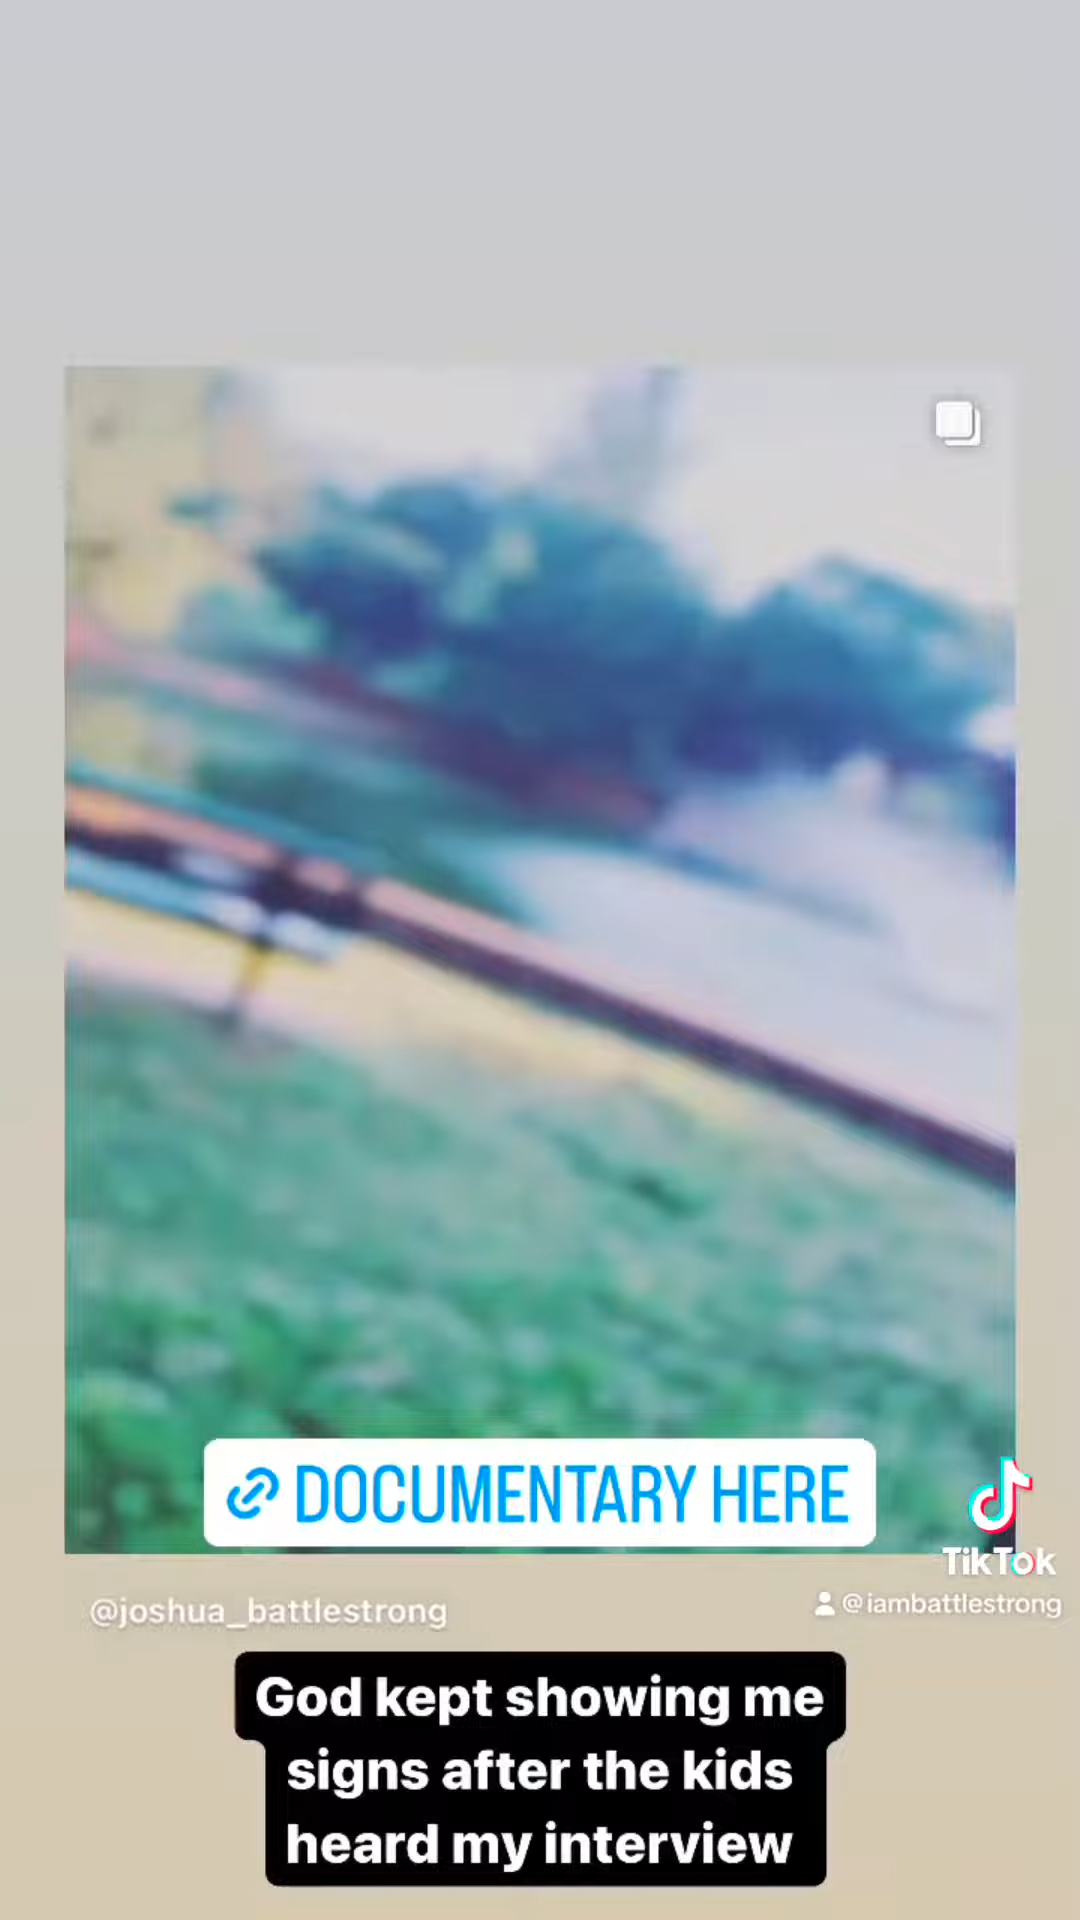 DOCUMENTARY HERE
TikTok
@joshua_battlestrong
@iambattlestrong
God kept showing me
signs after the kids
heard my interview